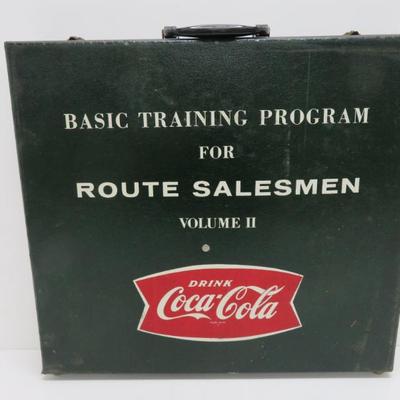 BASIC TRAINING PROGRAM
FOR
ROUTE SALESMEN
VOLUME II
DRINK
Coca-Cola